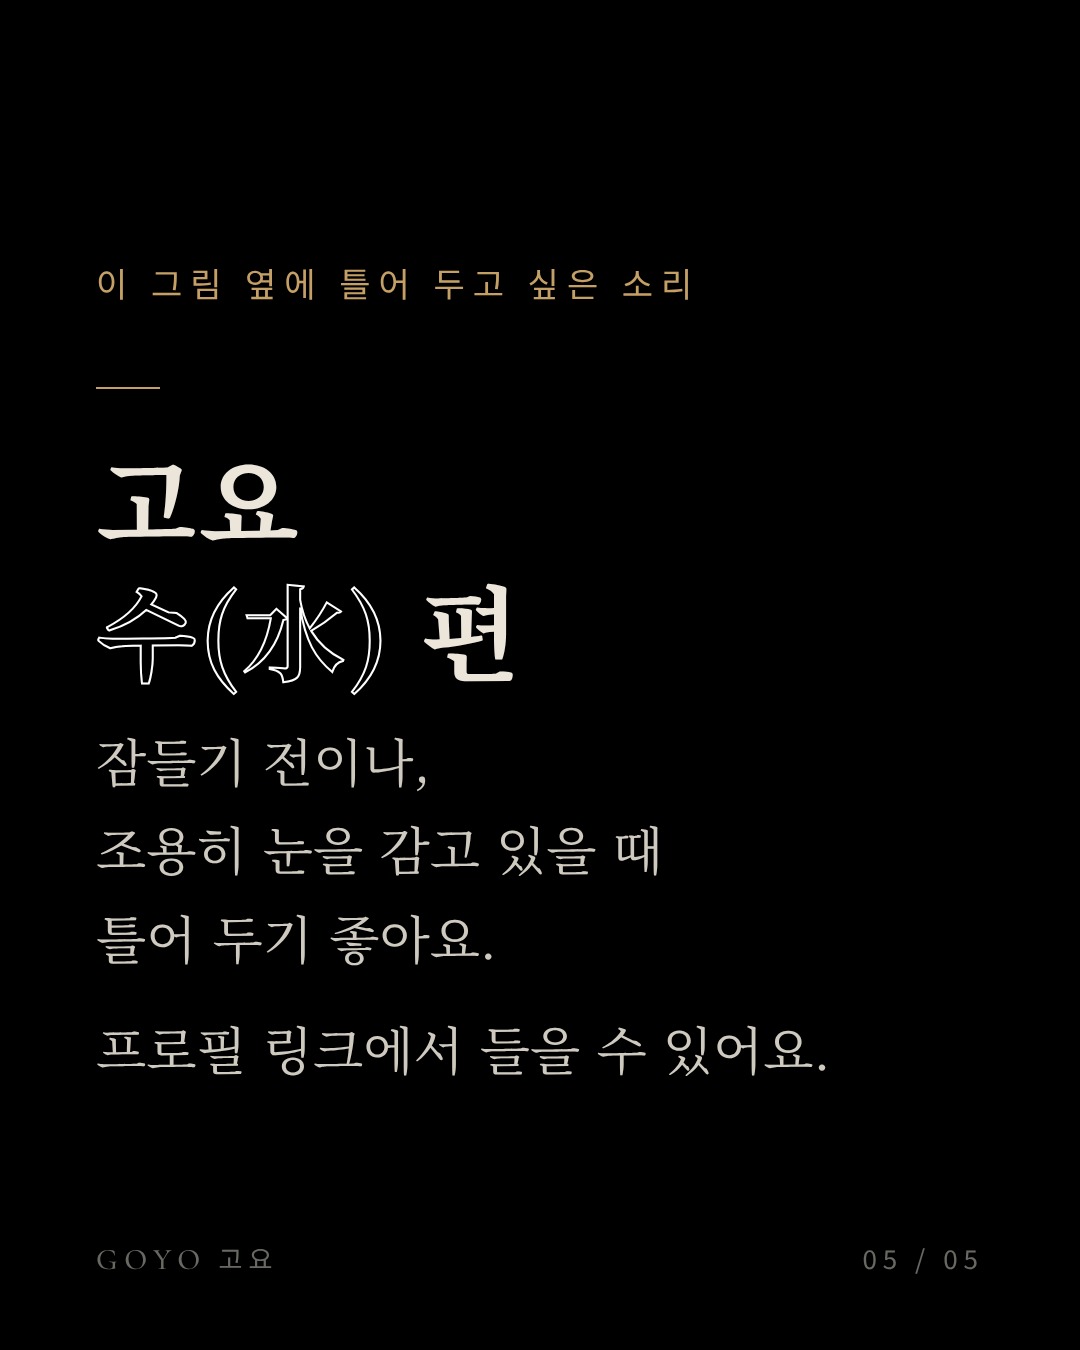 이 그림 옆에 틀어 두고 싶은 소리
고요
수(水) 편
잠들기 전이나,
조용히 눈을 감고 있을 때
틀어 두기 좋아요.
프로필 링크에서 들을 수 있어요.
GOYO 고요
05 / 05